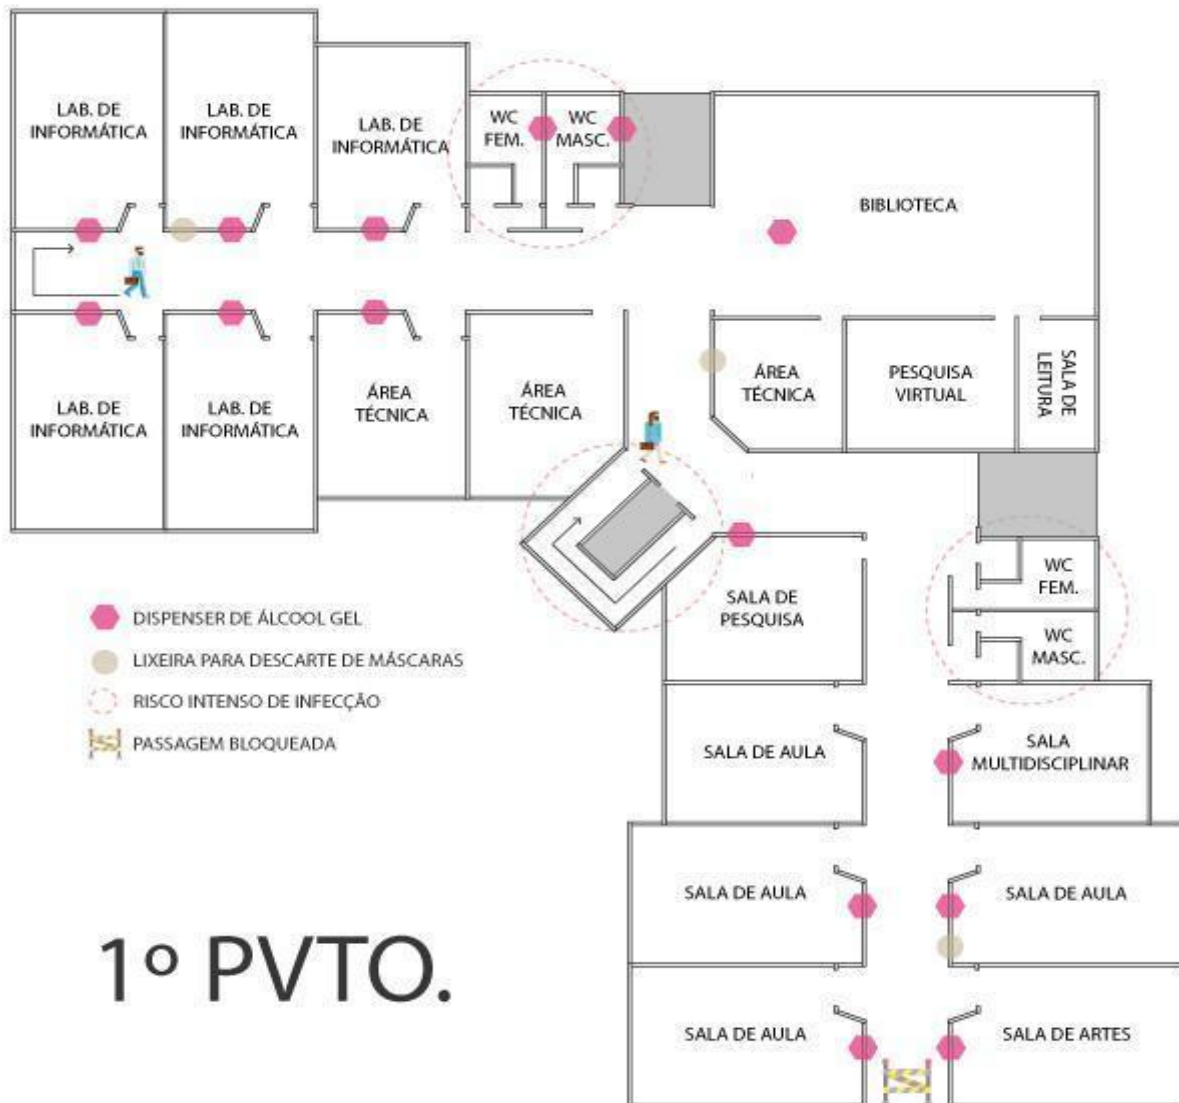 LAB. DE
INFORMÁTICA
LAB. DE
INFORMÁTICA
LAB. DE
INFORMÁTICA
WC
FEM.
WC
MASC.
BIBLIOTECA
LAB. DE
INFORMÁTICA
LAB. DE
INFORMÁTICA
ÁREA
TÉCNICA
ÁREA
TÉCNICA
ÁREA
TÉCNICA
PESQUISA
VIRTUAL
SALA DE
LEITURA
SALA DE
PESQUISA
WC
FEM.
WC
MASC.
DISPENSER DE ÁLCOOL GEL
LIXEIRA PARA DESCARTE DE MÁSCARAS
RISCO INTENSO DE INFECÇÃO
PASSAGEM BLOQUEADA
SALA DE AULA
SALA
MULTIDISCIPLINAR
SALA DE AULA
SALA DE AULA
1º PVTO.
SALA DE AULA
SALA DE ARTES